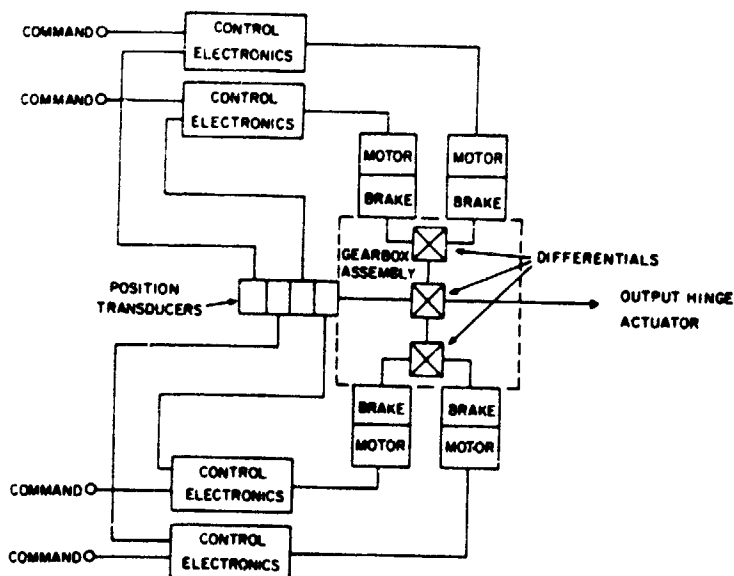 COMMAND
CONTROL
ELECTRONICS
COMMAND
CONTROL
ELECTRONICS
MOTOR
MOTOR
BRAKE
BRAKE
GEARBOX
ASSEMBLY
DIFFERENTIALS
POSITION
TRANSDUCERS
OUTPUT HINGE
ACTUATOR
BRAKE
BRAKE
MOTOR
MOTOR
COMMAND
CONTROL
ELECTRONICS
COMMAND
CONTROL
ELECTRONICS